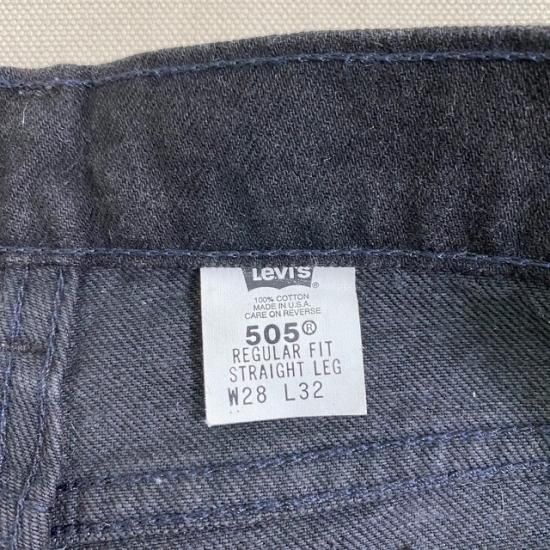 Levi's
100% COTTON
MADE IN U.S.A.
CARE ON REVERSE
505®
REGULAR FIT
STRAIGHT LEG
W28 L32